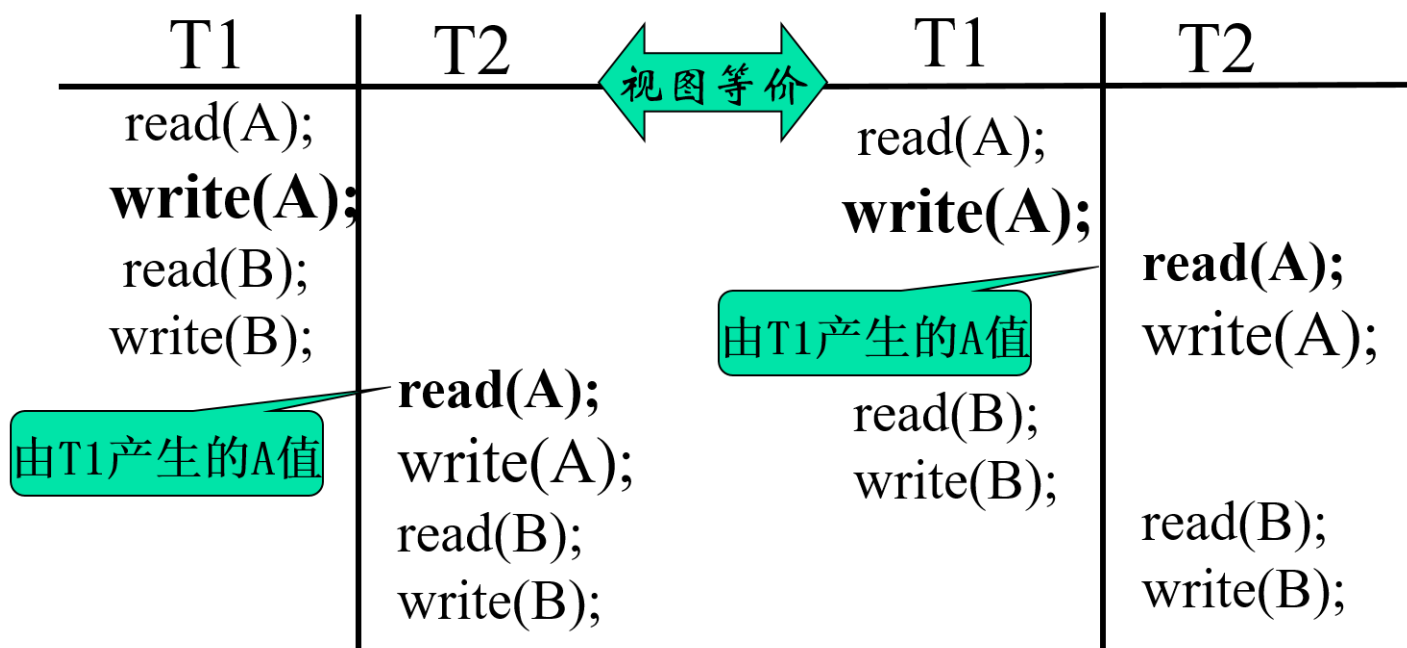 T1
T2
read(A);
write(A);
read(B);
write(B);
read(A);
由T1产生的A值
write(A);
read(B);
write(B);
视图等价
T1
T2
read(A);
write(A);
read(A);
由T1产生的A值
write(A);
read(B);
write(B);
read(B);
write(B);